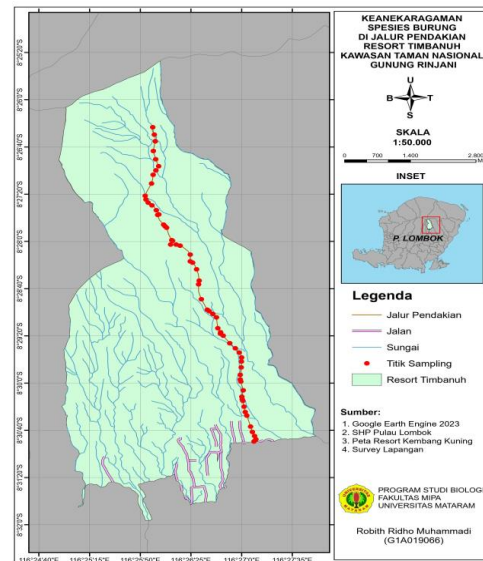 KEANEKARAGAMAN
SPESIES BURUNG
DI JALUR PENDAKIAN
RESORT TIMBANUH
KAWASAN TAMAN NASIONAL
GUNUNG RINJANI
U
B T
S
SKALA
1:50.000
0 700 1.400 2.800
M
INSET
P. LOMBOK
Legenda
Jalur Pendakian
Jalan
Sungai
Titik Sampling
Resort Timbanuh
Sumber:
1. Google Earth Engine 2023
2. SHP Pulau Lombok
3. Peta Resort Kembang Kuning
4. Survey Lapangan
PROGRAM STUDI BIOLOGI
FAKULTAS MIPA
UNIVERSITAS MATARAM
Robith Ridho Muhammadi
(G1A019066)
8°25'20"S
8°26'0"S
8°26'40"S
8°27'20"S
8°28'0"S
8°28'40"S
8°29'20"S
8°30'0"S
8°30'40"S
8°31'20"S
8°32'0"S
116°24'40"E 116°25'15"E 116°25'50"E 116°26'25"E 116°27'0"E 116°27'35"E